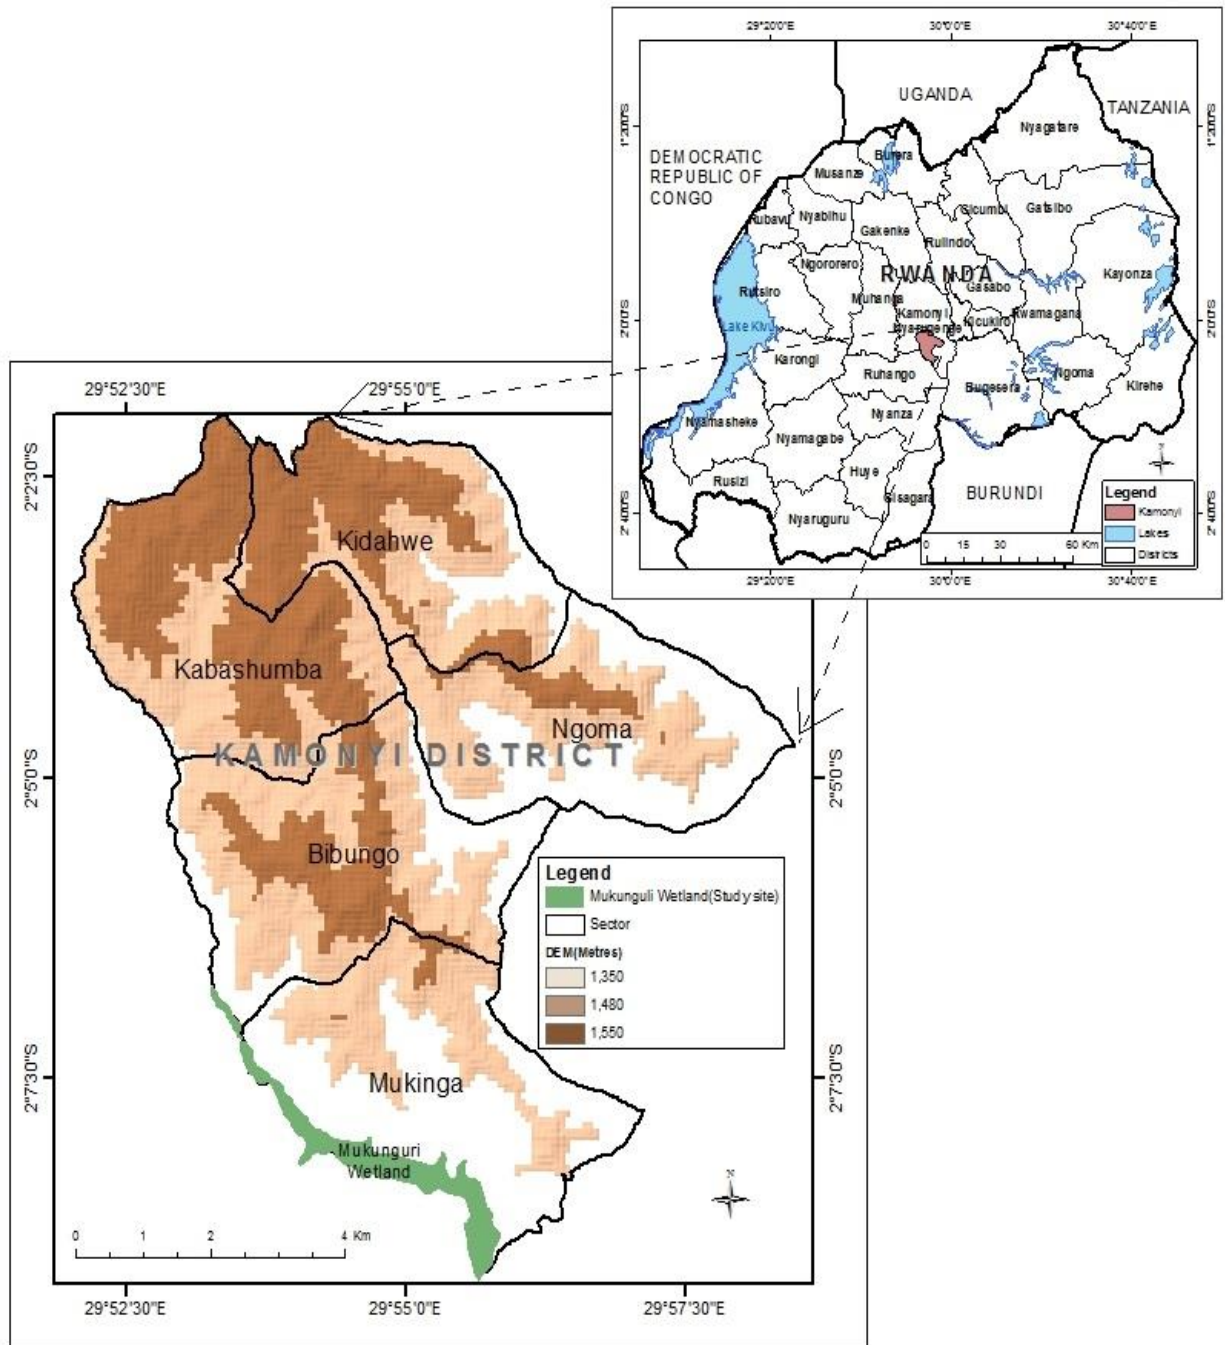 29°20'0"E 30°0'0"E 30°40'0"E
UGANDA
TANZANIA
1°20'0"S
Nyagatare
DEMOCRATIC
REPUBLIC OF
CONGO
Burera
Musanze
Rubavu
Nyabihu
Gicumbi
Gatsibo
Gakenke
Rulindo
Ngororero
RWANDA
Kayonza
Rutsiro
Gasabo
Muhanga
Kamonyi
Rwamagana
2°0'0"S
2°0'0"S
Lake Kivu
Nyarugenge
Kicukiro
Karongi
Ruhango
Bugesera
Ngoma
Kirehe
Nyamasheke
Nyanza
Nyamagabe
Huye
Rusizi
Gisagara
BURUNDI
Nyaruguru
2°40'0"S
2°40'0"S
N
Legend
Kamonyi
Lakes
Districts
0 15 30 60 Km
29°20'0"E 30°0'0"E 30°40'0"E
1°20'0"S
29°52'30"E 29°55'0"E
2°2'30"S
Kidahwe
Kabashumba
Ngoma
KAMONYI DISTRICT
2°5'0"S
2°5'0"S
Bibungo
Legend
Mukunguli Wetland(Study site)
Sector
DEM(Metres)
1,350
1,480
1,550
2°7'30"S
2°7'30"S
Mukinga
Mukunguri
Wetland
N
0 1 2 4 Km
29°52'30"E 29°55'0"E 29°57'30"E